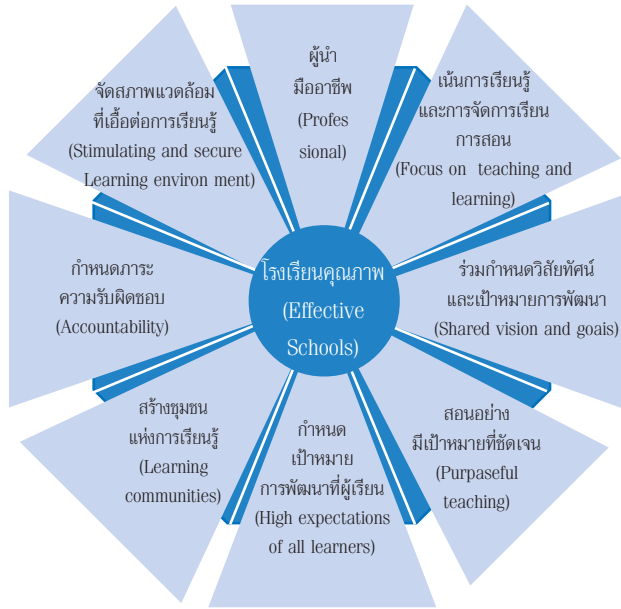 ผู้นำ
มืออาชีพ
(Profes
sional)
เน้นการเรียนรู้
และการจัดการเรียน
การสอน
(Focus on teaching and
learning)
ร่วมกำหนดวิสัยทัศน์
และเป้าหมายการพัฒนา
(Shared vision and goais)
สอนอย่าง
มีเป้าหมายที่ชัดเจน
(Purpaseful
teaching)
กำหนด
เป้าหมาย
การพัฒนาที่ผู้เรียน
(High expectations
of all learners)
สร้างชุมชน
แห่งการเรียนรู้
(Learning
communities)
กำหนดภาระ
ความรับผิดชอบ
(Accountability)
จัดสภาพแวดล้อม
ที่เอื้อต่อการเรียนรู้
(Stimulating and secure
Learning environ ment)
โรงเรียนคุณภาพ
(Effective
Schools)